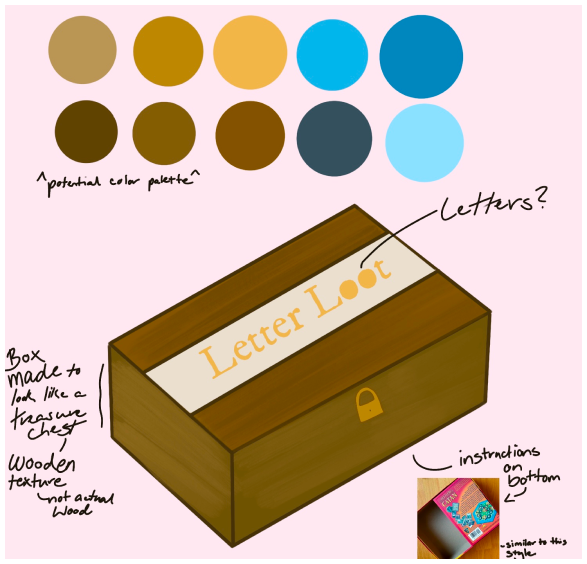 ^potential color palette^
Letters?
Letter Loot
Box
made to
look like a
treasure
chest
Wooden
texture
not actual
wood
instructions
on
bottom
-similar to this
style